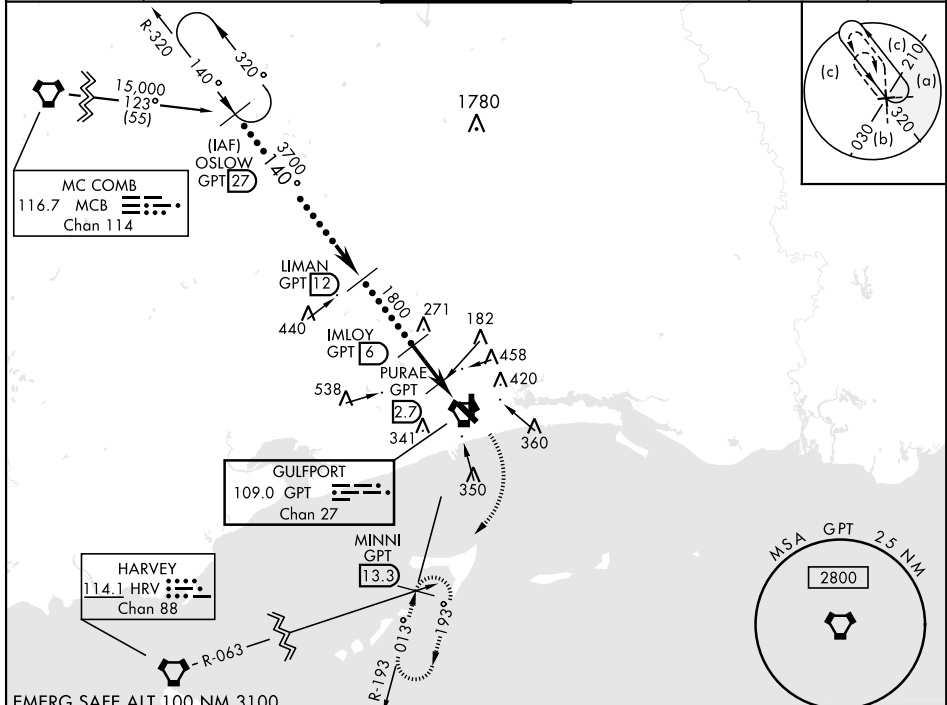 R-320
140°
320°
15,000
123°
(55)
(IAF)
OSLOW
GPT 27
3700
140°
1780
(c)
(c)
210
(a)
030
(b)
320
MC COMB
116.7 MCB
Chan 114
LIMAN
GPT 12
1800
440
271
182
IMLOY
GPT 6
458
PURAE
GPT
2.7
420
538
341
360
350
GULFPORT
109.0 GPT
Chan 27
MINNI
GPT
13.3
HARVEY
114.1 HRV
Chan 88
R-063
013°
193°
R-193
MSA GPT 25 NM
2800
EMERG SAFE ALT 100 NM 3100